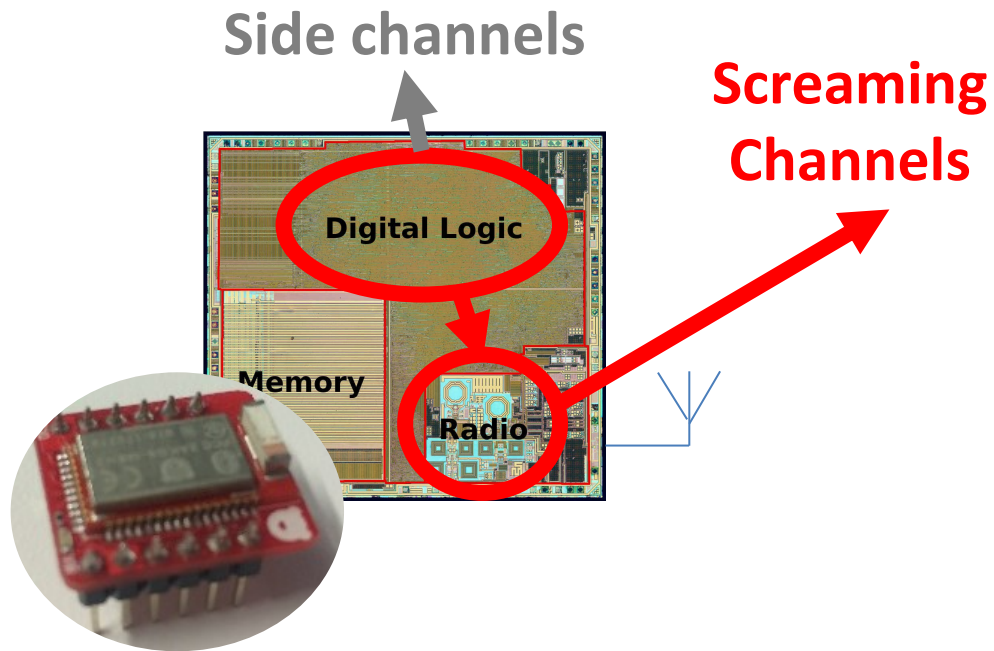 Side channels
Screaming
Channels
Digital Logic
Memory
Radio